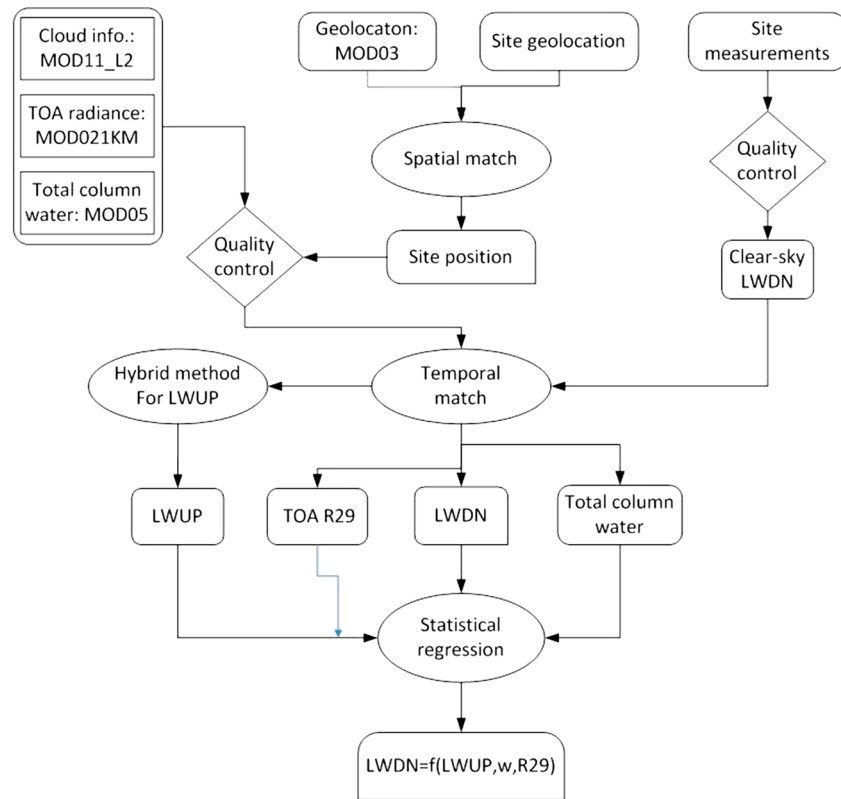 Cloud info.:
MOD11_L2
TOA radiance:
MOD021KM
Total column
water: MOD05
Geolocaton:
MOD03
Site geolocation
Site
measurements
Spatial match
Quality
control
Quality
control
Site position
Clear-sky
LWDN
Hybrid method
For LWUP
Temporal
match
LWUP
TOA R29
LWDN
Total column
water
Statistical
regression
LWDN=f(LWUP,w,R29)